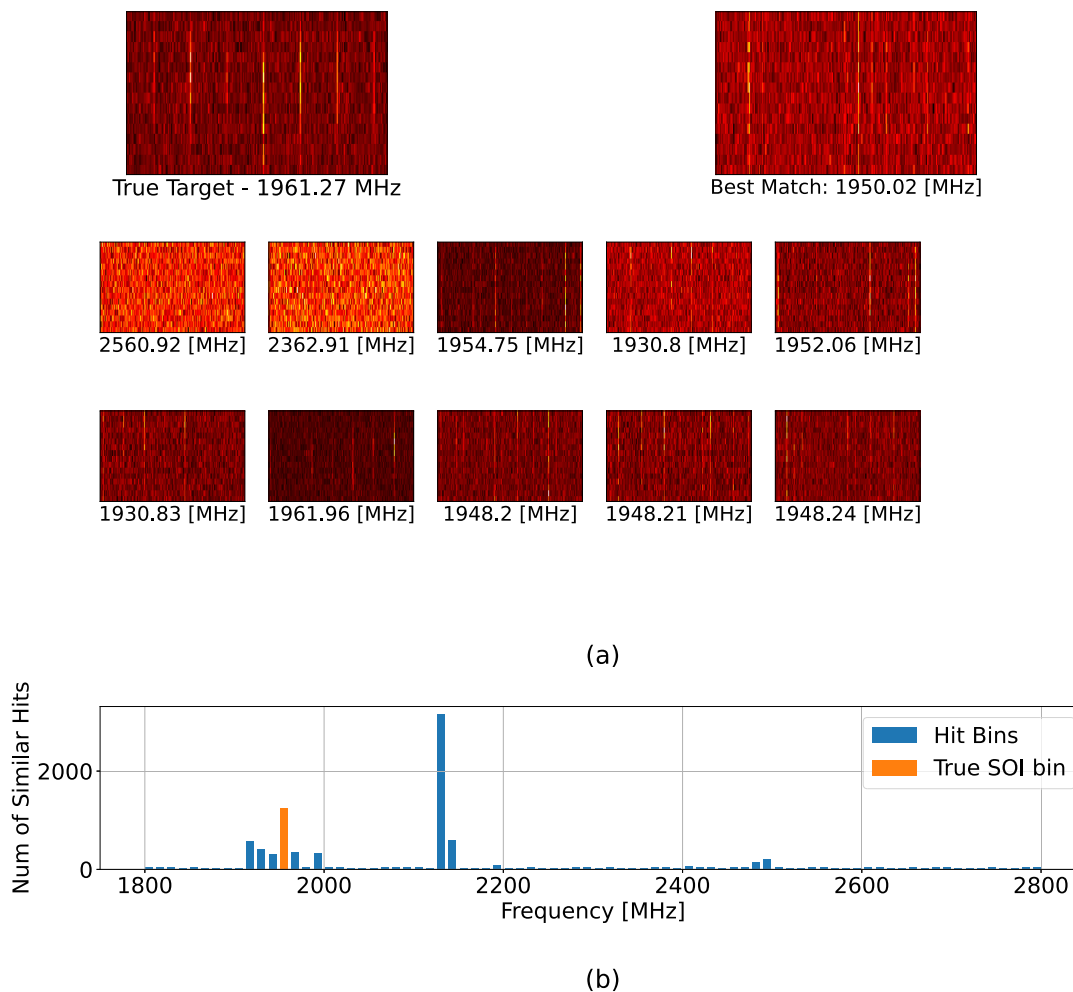 True Target - 1961.27 MHz
Best Match: 1950.02 [MHz]
2560.92 [MHz]
2362.91 [MHz]
1954.75 [MHz]
1930.8 [MHz]
1952.06 [MHz]
1930.83 [MHz]
1961.96 [MHz]
1948.2 [MHz]
1948.21 [MHz]
1948.24 [MHz]
(a)
Num of Similar Hits
2000
0
Hit Bins
True SOI bin
1800
2000
2200
2400
2600
2800
Frequency [MHz]
(b)